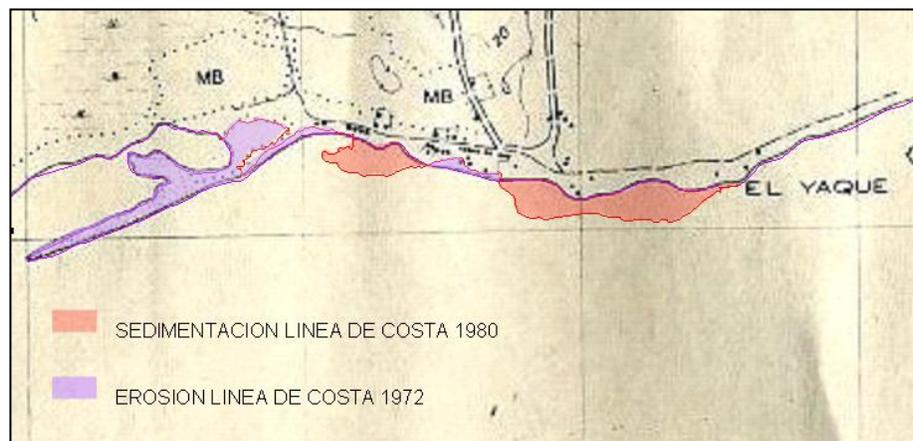 20
MB
MB
EL YAQUE
SEDIMENTACION LINEA DE COSTA 1980
EROSION LINEA DE COSTA 1972